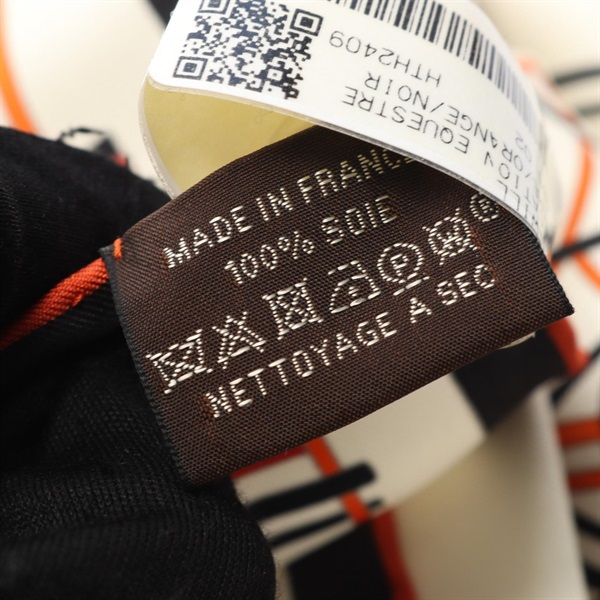 HTH2409
/ORANGE/NOIR
EQUESTRE
MADE IN FRANCE
100% SOIE
P
NETTOYAGE A SEC
®